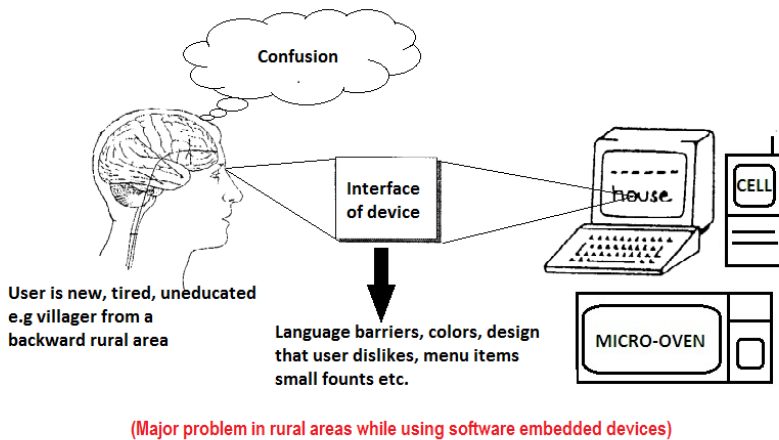 Confusion
Interface
of device
house
CELL
MICRO-OVEN
User is new, tired, uneducated
e.g villager from a
backward rural area
Language barriers, colors, design
that user dislikes, menu items
small founts etc.
(Major problem in rural areas while using software embedded devices)